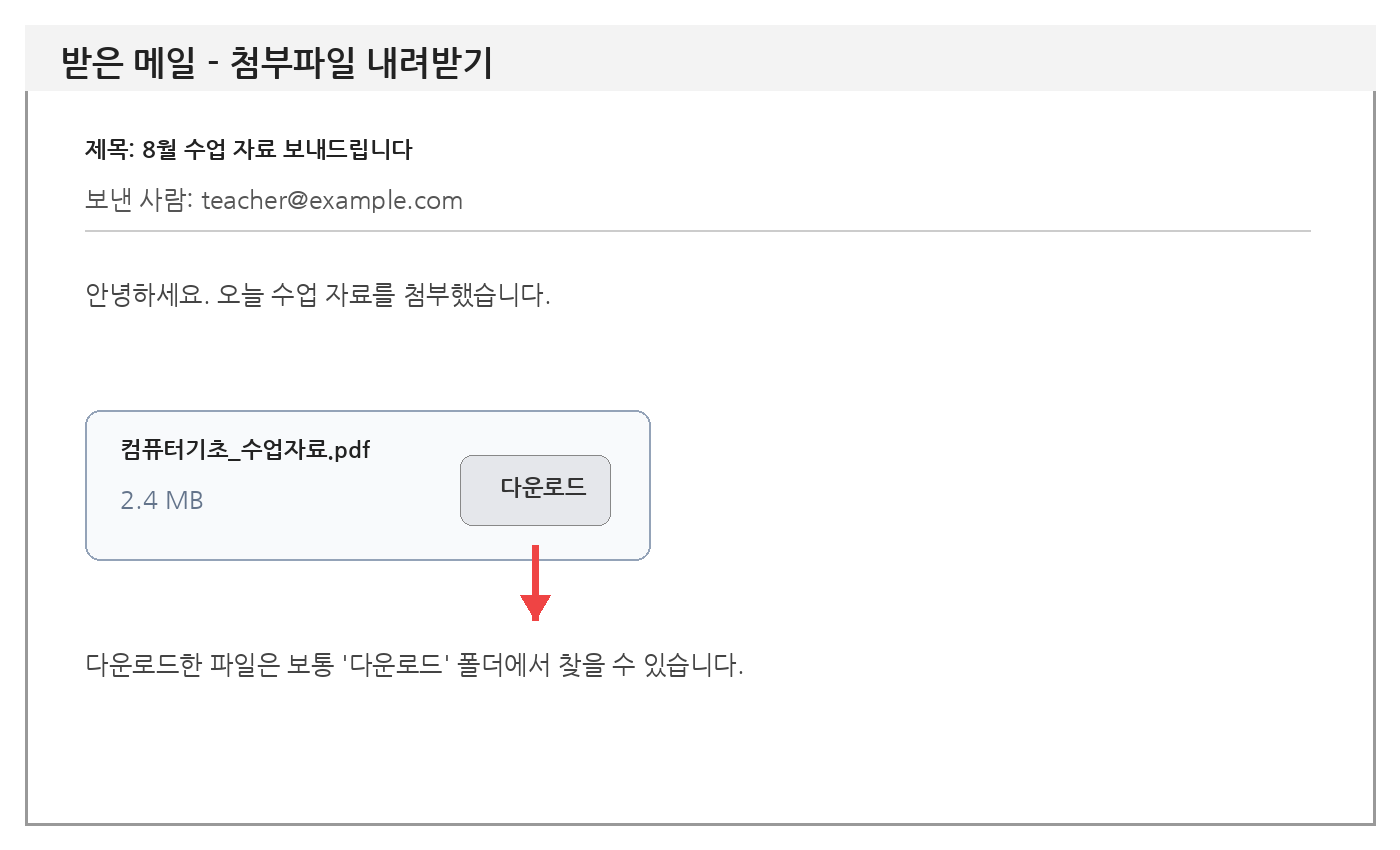 받은 메일 - 첨부파일 내려받기
제목: 8월 수업 자료 보내드립니다
보낸 사람: teacher@example.com
안녕하세요. 오늘 수업 자료를 첨부했습니다.
컴퓨터기초_수업자료.pdf
2.4 MB
다운로드
다운로드한 파일은 보통 '다운로드' 폴더에서 찾을 수 있습니다.